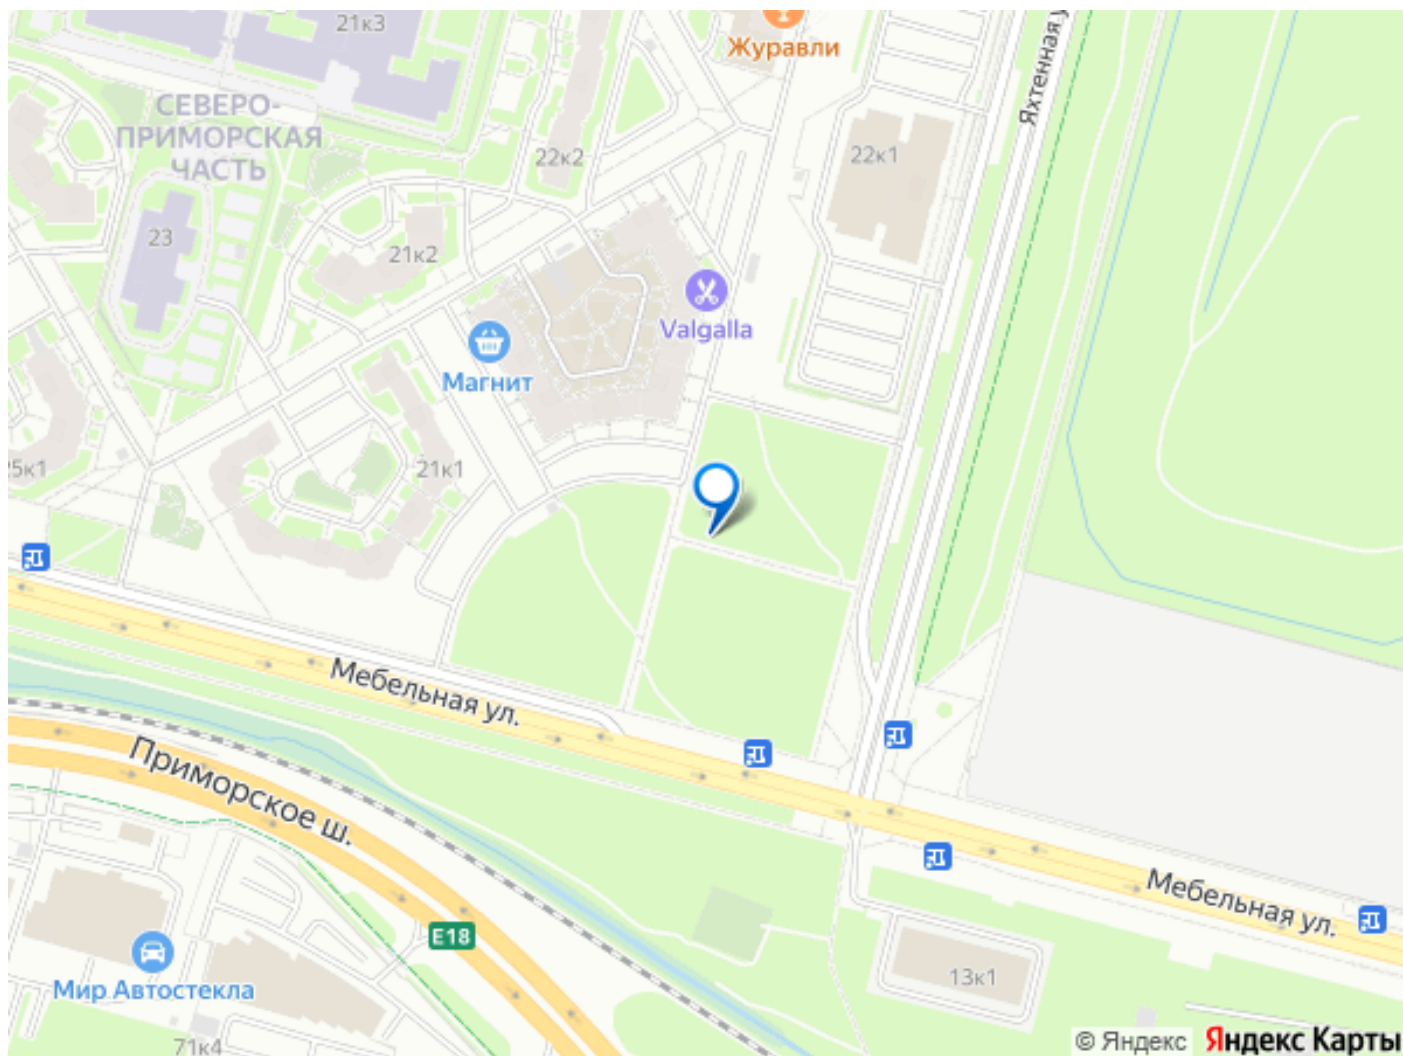 21к3
Журавли
Яхтенная у
СЕВЕРО-
ПРИМОРСКАЯ
ЧАСТЬ
22к2
22к1
23
21к2
Valgalla
Магнит
25к1
21к1
Мебельная ул.
Приморское ш.
Мебельная ул.
E18
13к1
Мир Автостекла
71к4
© Яндекс Яндекс Карты